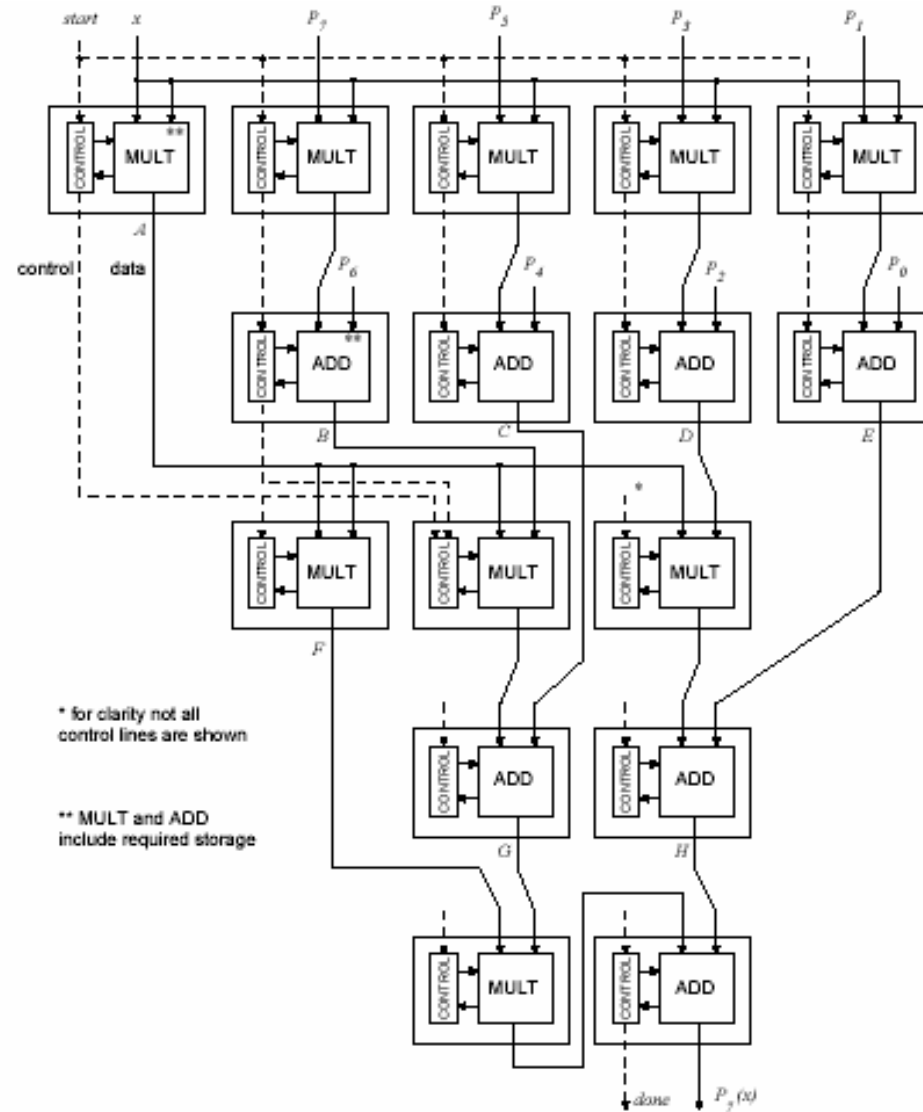 start x p7 p5 p3 p1
CONTROL MULT ** CONTROL MULT CONTROL MULT CONTROL MULT CONTROL MULT
A
control data p6 p4 p2 p0
CONTROL ADD ** CONTROL ADD CONTROL ADD CONTROL ADD
B C D E
*
CONTROL MULT CONTROL MULT CONTROL MULT
F
* for clarity not all
control lines are shown
CONTROL ADD CONTROL ADD
** MULT and ADD
include required storage
G H
CONTROL MULT CONTROL ADD
done P7(x)